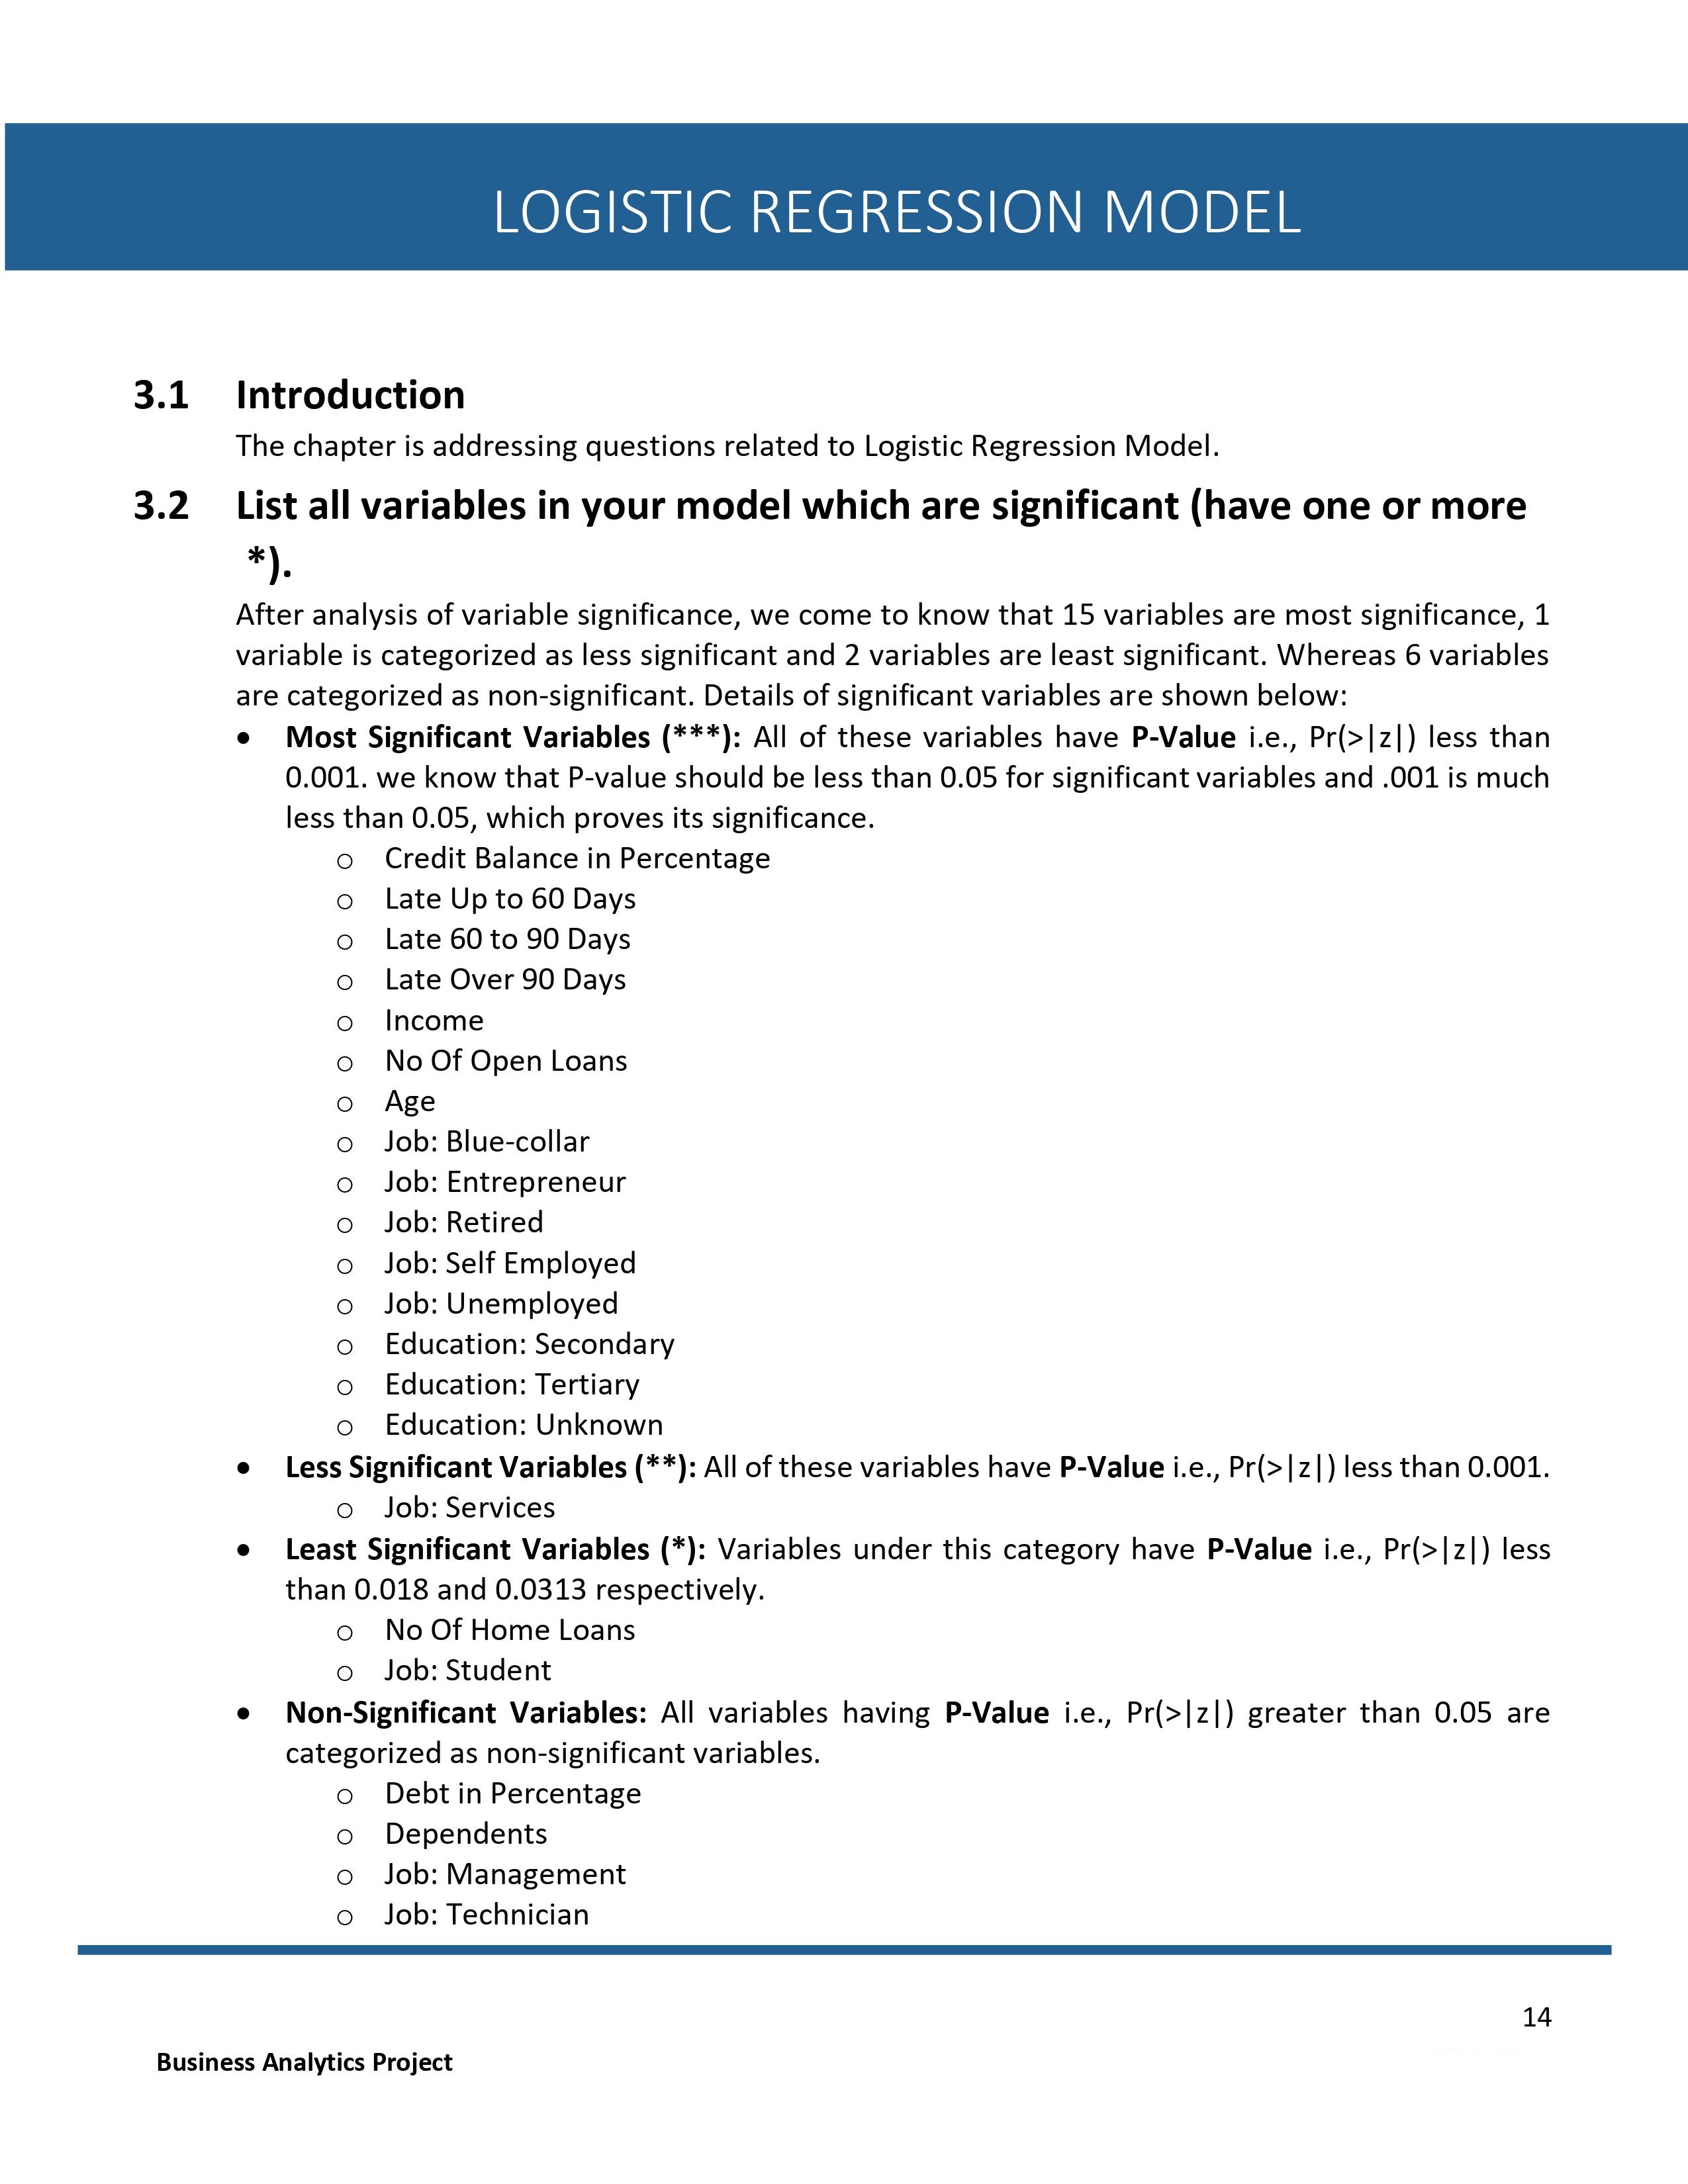 LOGISTIC REGRESSION MODEL
3.1 Introduction
The chapter is addressing questions related to Logistic Regression Model.
3.2 List all variables in your model which are significant (have one or more
*).
After analysis of variable significance, we come to know that 15 variables are most significance, 1
variable is categorized as less significant and 2 variables are least significant. Whereas 6 variables
are categorized as non-significant. Details of significant variables are shown below:
• Most Significant Variables (***): All of these variables have P-Value i.e., Pr(>|z|) less than
0.001. we know that P-value should be less than 0.05 for significant variables and .001 is much
less than 0.05, which proves its significance.
o Credit Balance in Percentage
o Late Up to 60 Days
o Late 60 to 90 Days
o Late Over 90 Days
o Income
o No Of Open Loans
o Age
o Job: Blue-collar
o Job: Entrepreneur
o Job: Retired
o Job: Self Employed
o Job: Unemployed
o Education: Secondary
o Education: Tertiary
o Education: Unknown
• Less Significant Variables (**): All of these variables have P-Value i.e., Pr(>|z|) less than 0.001.
o Job: Services
• Least Significant Variables (*): Variables under this category have P-Value i.e., Pr(>|z|) less
than 0.018 and 0.0313 respectively.
o No Of Home Loans
o Job: Student
• Non-Significant Variables: All variables having P-Value i.e., Pr(>|z|) greater than 0.05 are
categorized as non-significant variables.
o Debt in Percentage
o Dependents
o Job: Management
o Job: Technician
14
Business Analytics Project